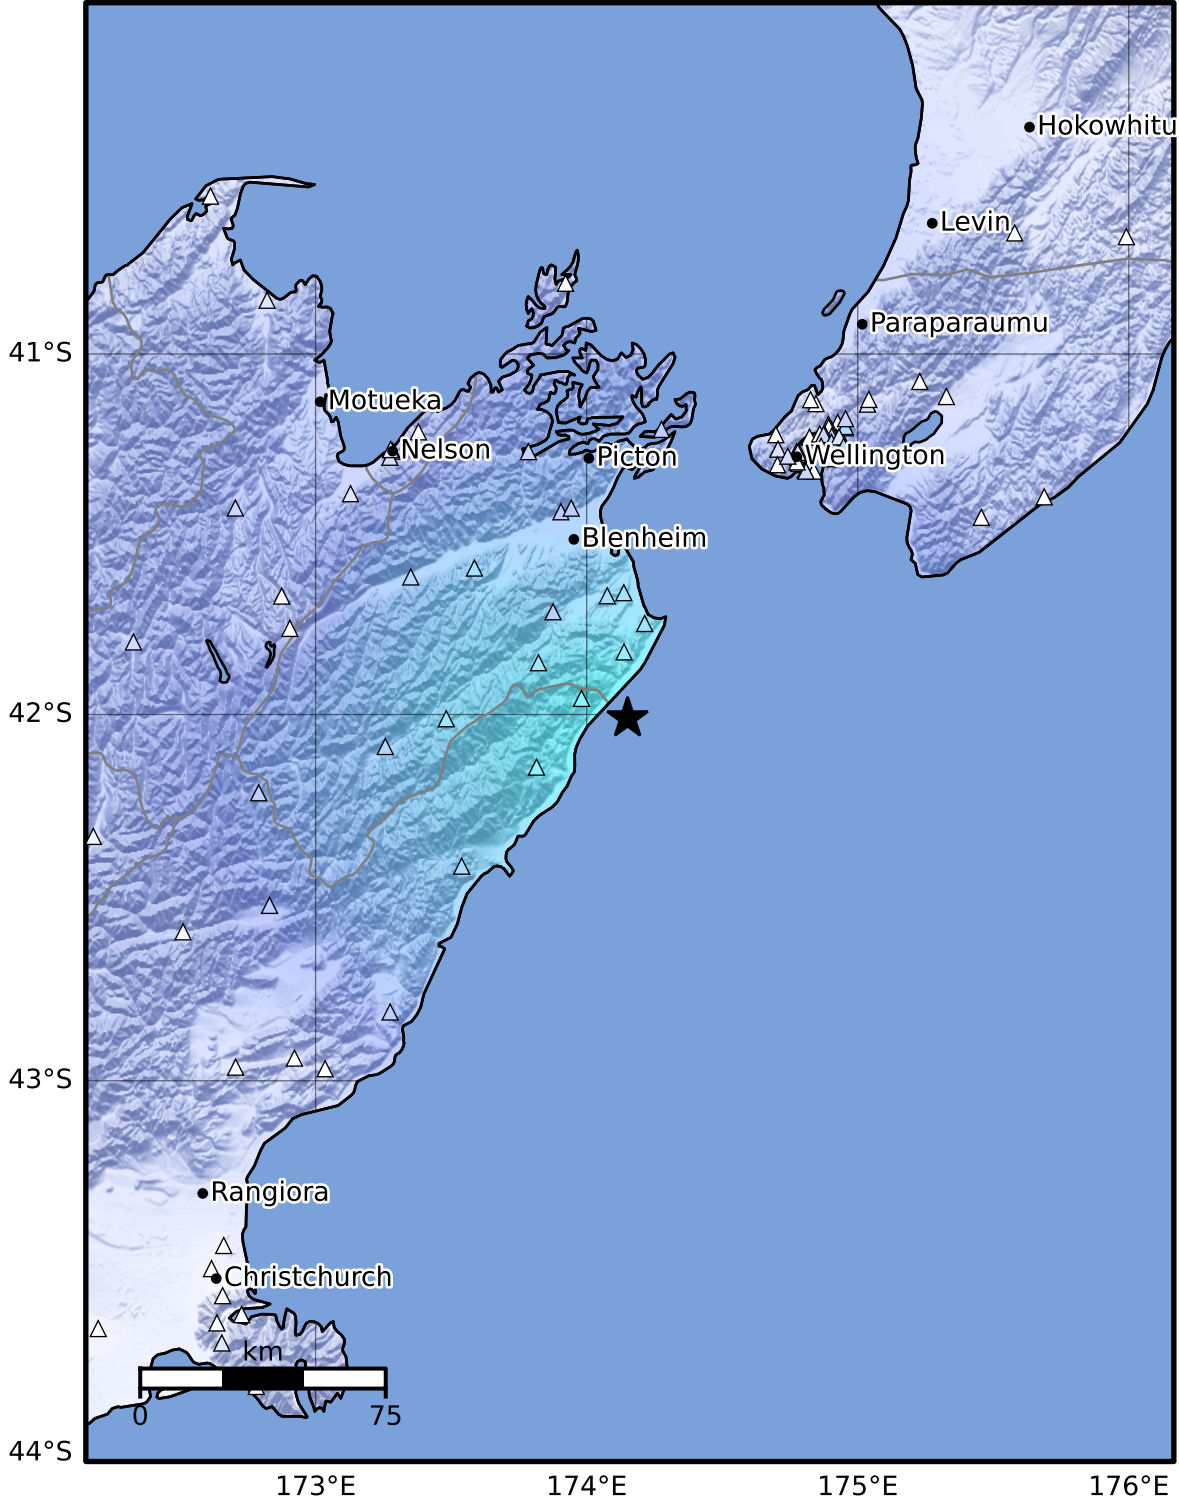 Hokowhitu
Levin
Paraparaumu
41°S
Motueka
Nelson
Picton
Wellington
Blenheim
42°S
43°S
Rangiora
Christchurch
km
0
75
44°S
173°E
174°E
175°E
176°E